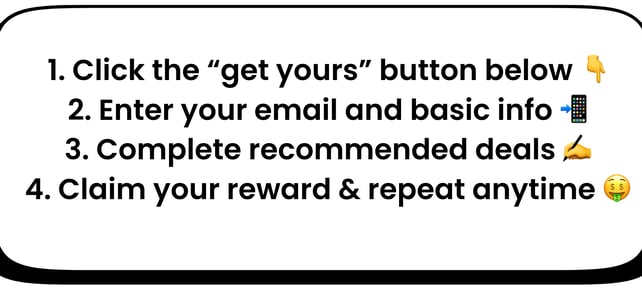 1. Click the “get yours” button below 👇
2. Enter your email and basic info 📲
3. Complete recommended deals ✍️
4. Claim your reward & repeat anytime 🤑